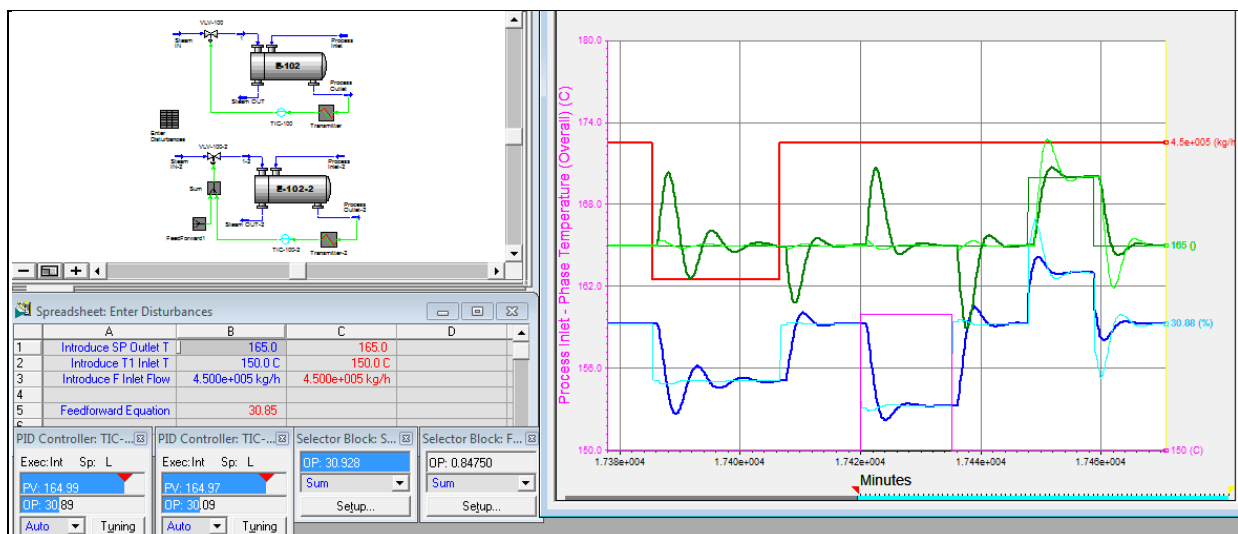 VLV-100
Steam
IN
1
Process
Inlet
E-102
Process
Outlet
Steam OUT
TIC-100
Transmitter
Enter
Disturbances
VLV-100-2
Steam
IN-2
1-2
Process
Inlet-2
Sum
E-102-2
Process
Outlet-2
Steam OUT-2
FeedForward1
TIC-100-2
Transmitter-2
Spreadsheet: Enter Disturbances
A B C D
1 Introduce SP Outlet T 165.0 165.0
2 Introduce T1 Inlet T 150.0 C 150.0 C
3 Introduce F Inlet Flow 4.500e+005 kg/h 4.500e+005 kg/h
4
5 Feedforward Equation 30.85
PID Controller: TIC-...
Exec:Int Sp: L
PV: 164.99
OP: 30.89
Auto Tuning
PID Controller: TIC-...
Exec:Int Sp: L
PV: 164.97
OP: 30.09
Auto Tuning
Selector Block: S...
OP: 30.928
Sum
Setup...
Selector Block: F...
OP: 0.84750
Sum
Setup...
Process Inlet - Phase Temperature (Overall) (C)
180.0
174.0
168.0
162.0
156.0
150.0
4.5e+005 (kg/h
165 ()
30.88 (%)
150 (C)
1.738e+004 1.740e+004 1.742e+004 1.744e+004 1.746e+004
Minutes